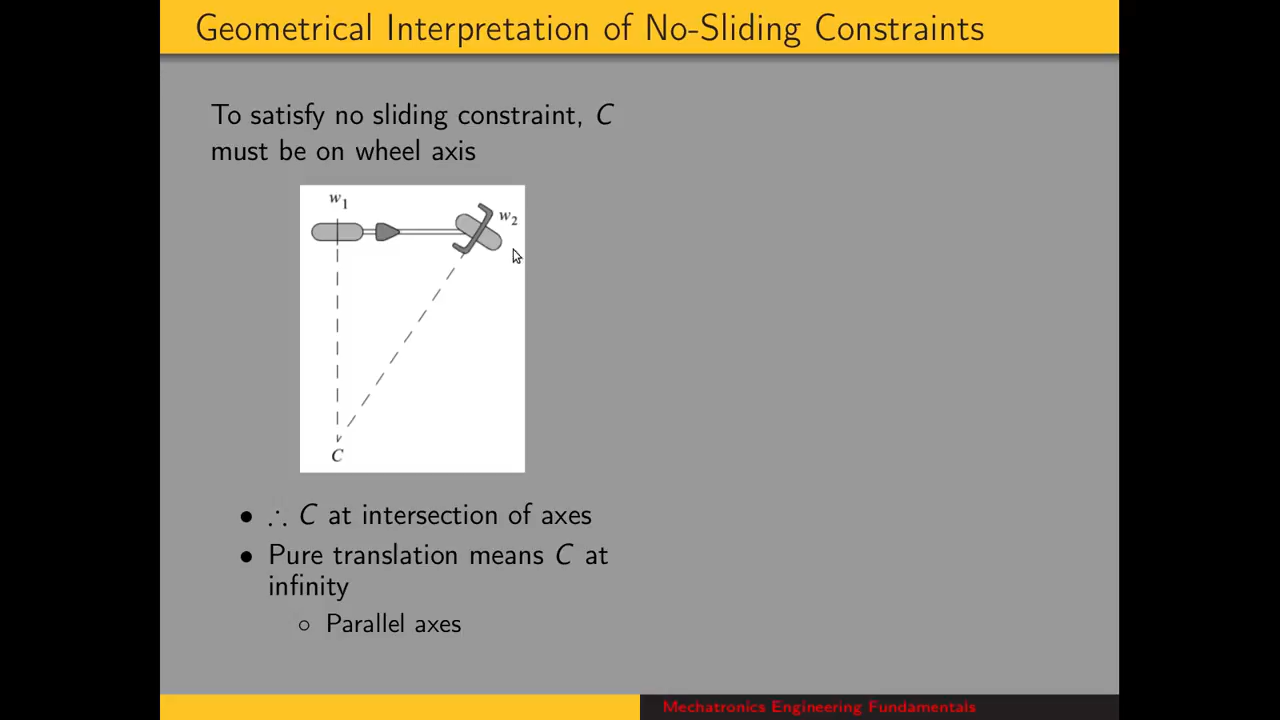 Geometrical Interpretation of No-Sliding Constraints
To satisfy no sliding constraint, C
must be on wheel axis
w1
w2
C
• ∴ C at intersection of axes
• Pure translation means C at
infinity
○ Parallel axes
Mechatronics Engineering Fundamentals